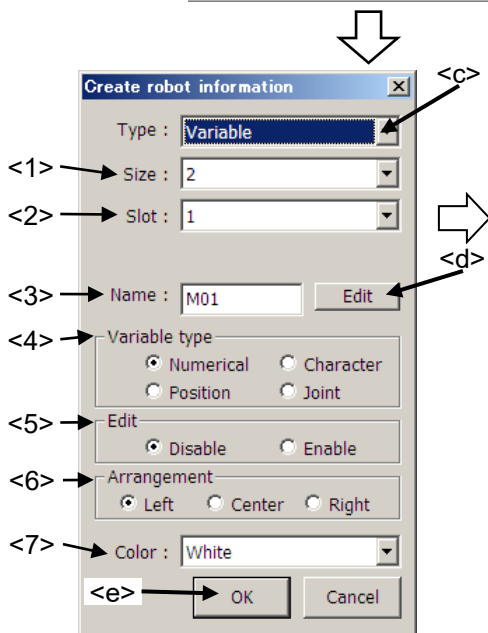 <c>
Create robot information
Type : Variable
<1> Size : 2
<2> Slot : 1
<d>
<3> Name : M01 Edit
<4> Variable type
Numerical Character
Position Joint
<5> Edit
Disable Enable
<6> Arrangement
Left Center Right
<7> Color : White
<e> OK Cancel